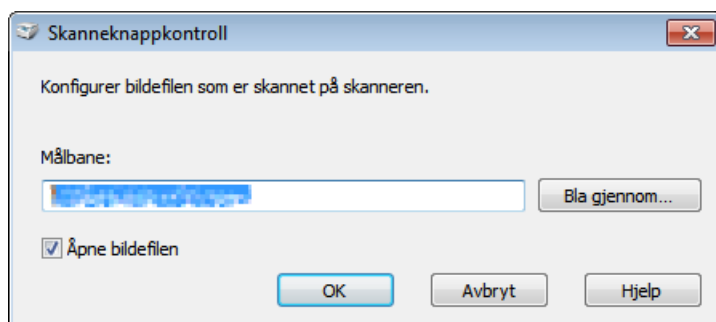 Skanneknappkontroll
Konfigurer bildefilen som er skannet på skanneren.
Målbane:
Bla gjennom...
Åpne bildefilen
OK Avbryt Hjelp